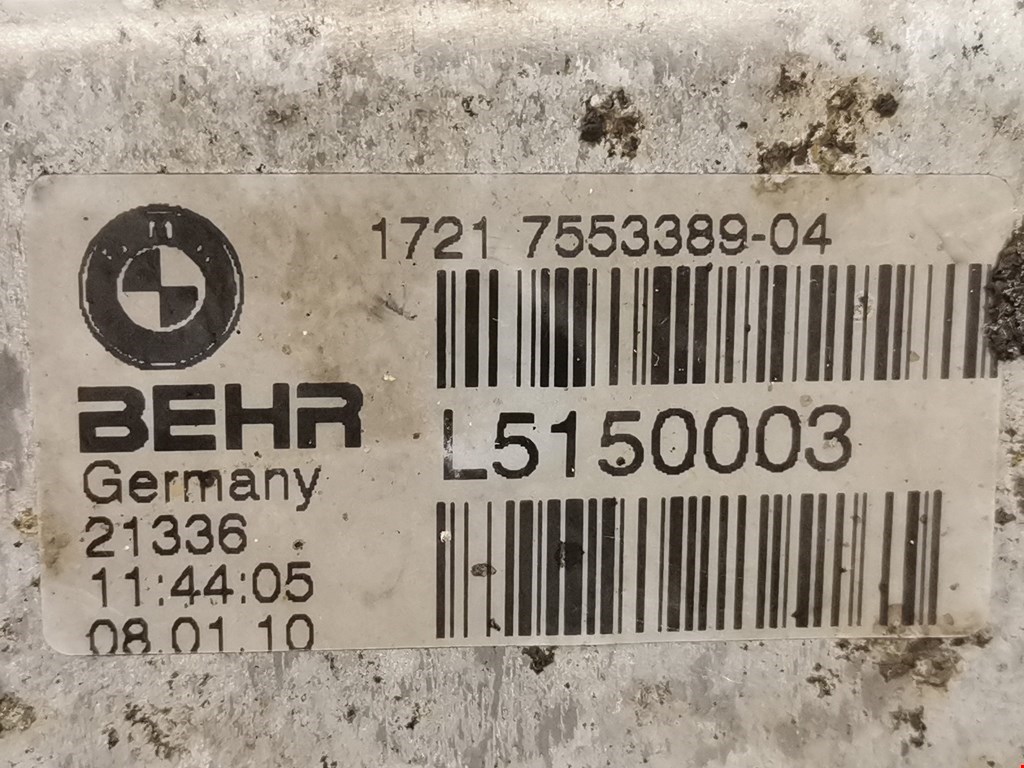 1721 7553389-04
BEHR
L5150003
Germany
21336
11:44:05
08.01.10